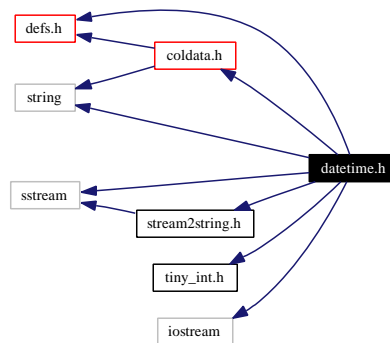 defs.h
coldata.h
string
datetime.h
sstream
stream2string.h
tiny_int.h
iostream